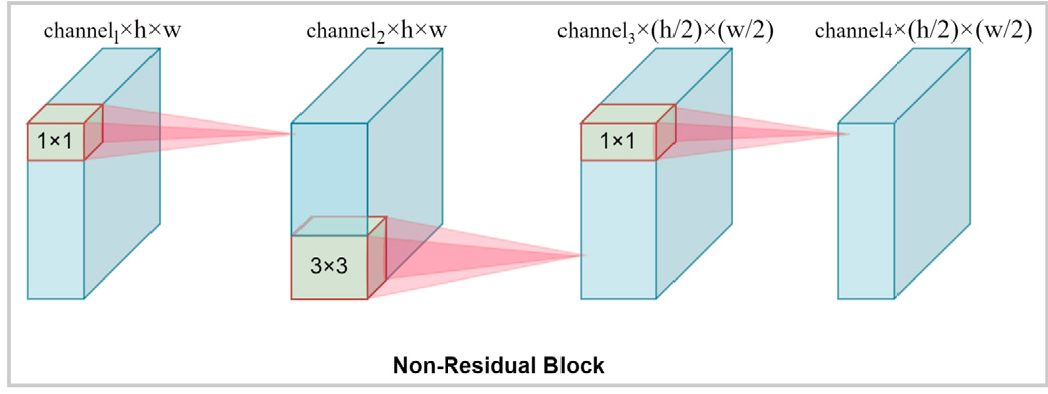 channel₁×h×w channel₂×h×w channel₃×(h/2)×(w/2) channel₄×(h/2)×(w/2)
1×1 1×1
3×3
Non-Residual Block